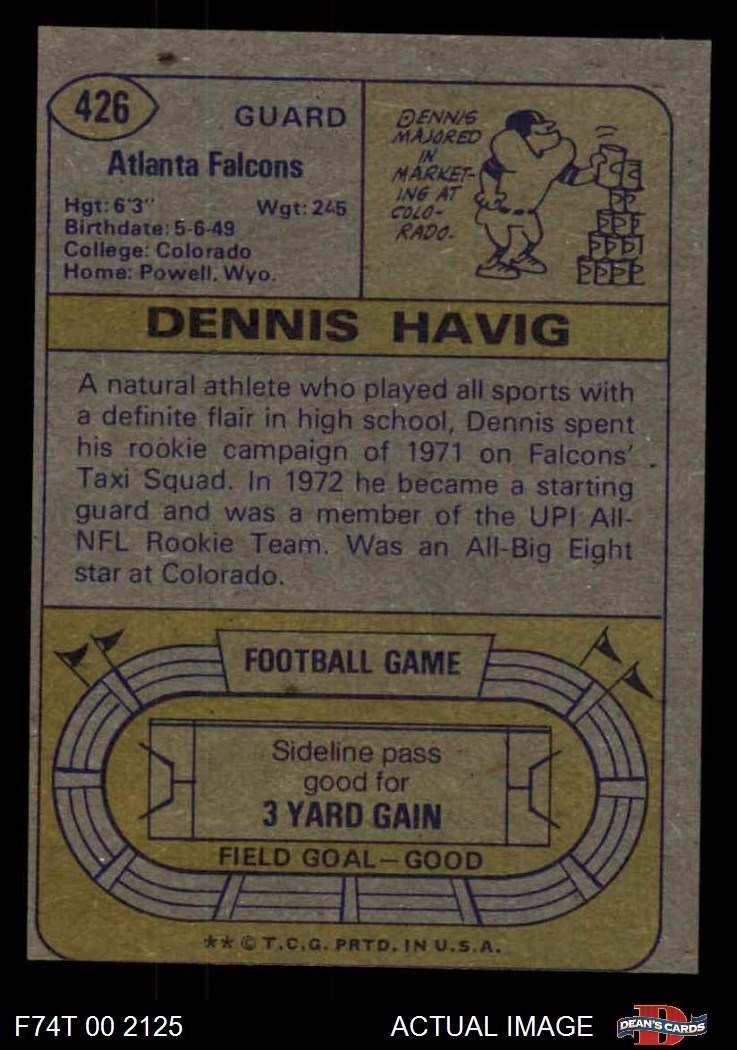 426
GUARD
Atlanta Falcons
Hgt: 6'3" Wgt: 245
Birthdate: 5-6-49
College: Colorado
Home: Powell, Wyo.
DENNIS
MAJORED
IN
MARKET-
ING AT
COLO-
RADO.
DENNIS HAVIG
A natural athlete who played all sports with
a definite flair in high school, Dennis spent
his rookie campaign of 1971 on Falcons'
Taxi Squad. In 1972 he became a starting
guard and was a member of the UPI All-
NFL Rookie Team. Was an All-Big Eight
star at Colorado.
FOOTBALL GAME
Sideline pass
good for
3 YARD GAIN
FIELD GOAL—GOOD
** © T.C.G. PRTD. IN U.S.A.
F74T 00 2125
ACTUAL IMAGE
D
DEAN'S CARDS